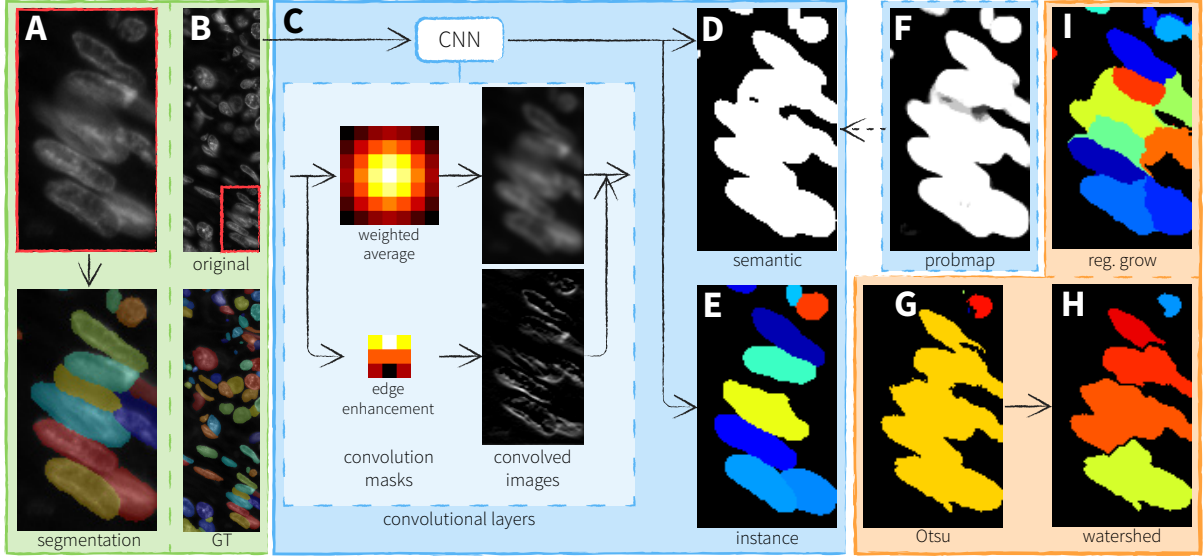 A
B
C
CNN
D
F
I
original
weighted
average
semantic
probmap
reg. grow
E
G
H
edge
enhancement
convolution
masks
convolved
images
convolutional layers
segmentation
GT
instance
Otsu
watershed